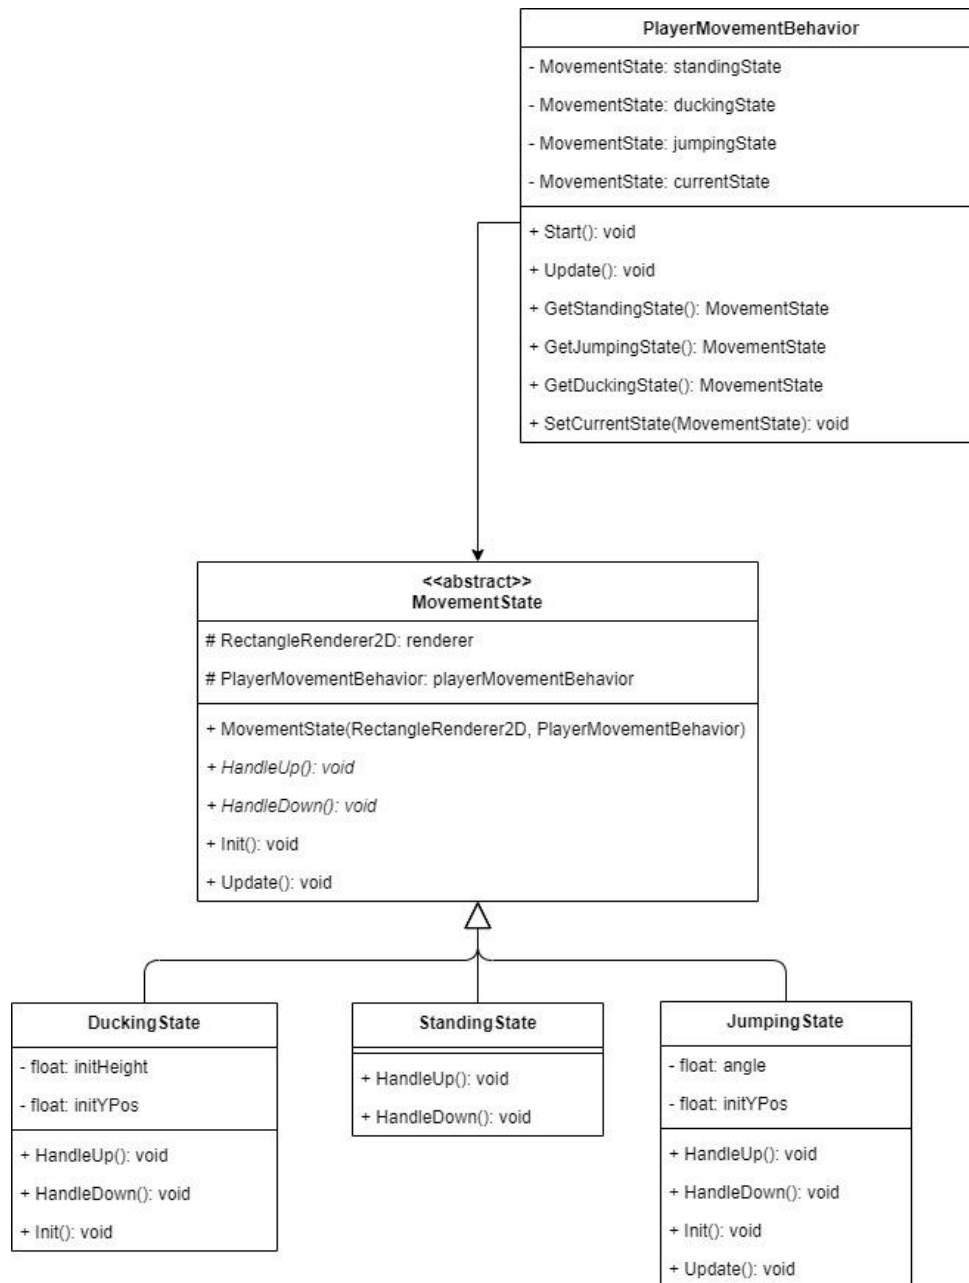 PlayerMovementBehavior
- MovementState: standingState
- MovementState: duckingState
- MovementState: jumpingState
- MovementState: currentState
+ Start(): void
+ Update(): void
+ GetStandingState(): MovementState
+ GetJumpingState(): MovementState
+ GetDuckingState(): MovementState
+ SetCurrentState(MovementState): void
<<abstract>>
MovementState
# RectangleRenderer2D: renderer
# PlayerMovementBehavior: playerMovementBehavior
+ MovementState(RectangleRenderer2D, PlayerMovementBehavior)
+ HandleUp(): void
+ HandleDown(): void
+ Init(): void
+ Update(): void
DuckingState
- float: initHeight
- float: initYPos
+ HandleUp(): void
+ HandleDown(): void
+ Init(): void
StandingState
+ HandleUp(): void
+ HandleDown(): void
JumpingState
- float: angle
- float: initYPos
+ HandleUp(): void
+ HandleDown(): void
+ Init(): void
+ Update(): void